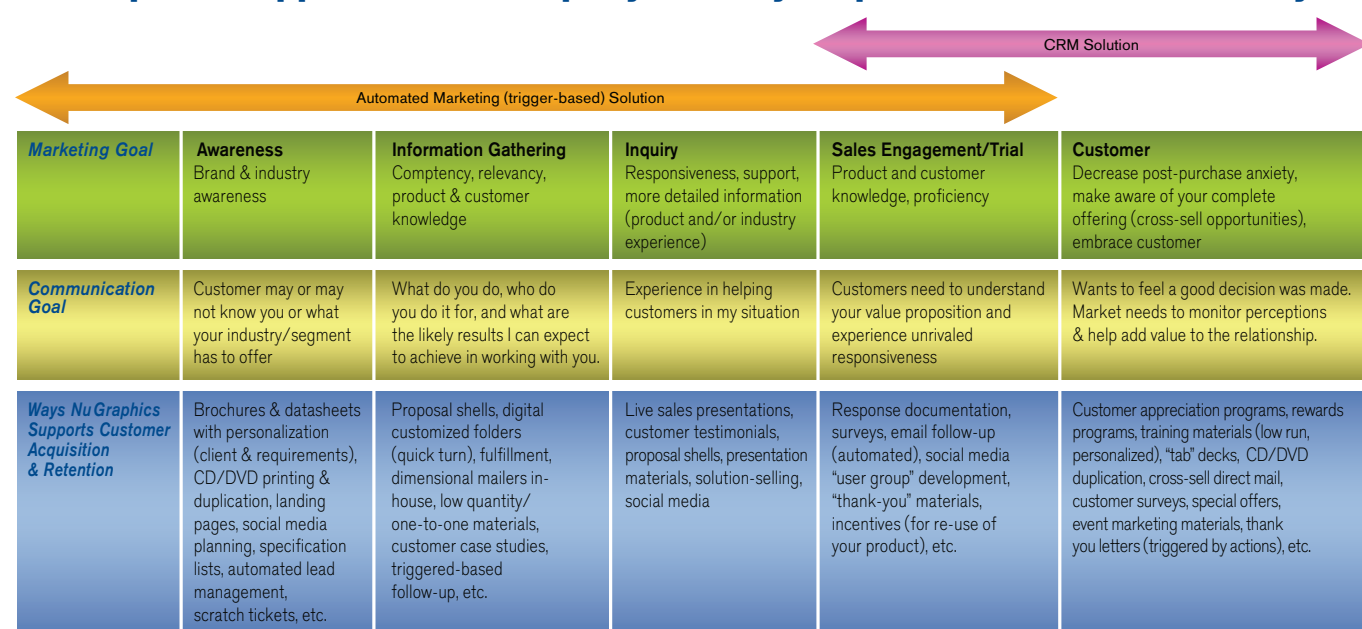 CRM Solution
Automated Marketing (trigger-based) Solution
Marketing Goal
Awareness
Brand & industry
awareness
Information Gathering
Comptency, relevancy,
product & customer
knowledge
Inquiry
Responsiveness, support,
more detailed information
(product and/or industry
experience)
Sales Engagement/Trial
Product and customer
knowledge, proficiency
Customer
Decrease post-purchase anxiety,
make aware of your complete
offering (cross-sell opportunities),
embrace customer
Communication
Goal
Customer may or may
not know you or what
your industry/segment
has to offer
What do you do, who do
you do it for, and what are
the likely results I can expect
to achieve in working with you.
Experience in helping
customers in my situation
Customers need to understand
your value proposition and
experience unrivaled
responsiveness
Wants to feel a good decision was made.
Market needs to monitor perceptions
& help add value to the relationship.
Ways NuGraphics
Supports Customer
Acquisition
& Retention
Brochures & datasheets
with personalization
(client & requirements),
CD/DVD printing &
duplication, landing
pages, social media
planning, specification
lists, automated lead
management,
scratch tickets, etc.
Proposal shells, digital
customized folders
(quick turn), fulfillment,
dimensional mailers in-
house, low quantity/
one-to-one materials,
customer case studies,
triggered-based
follow-up, etc.
Live sales presentations,
customer testimonials,
proposal shells, presentation
materials, solution-selling,
social media
Response documentation,
surveys, email follow-up
(automated), social media
“user group” development,
“thank-you” materials,
incentives (for re-use of
your product), etc.
Customer appreciation programs, rewards
programs, training materials (low run,
personalized), “tab” decks, CD/DVD
duplication, cross-sell direct mail,
customer surveys, special offers,
event marketing materials, thank
you letters (triggered by actions), etc.